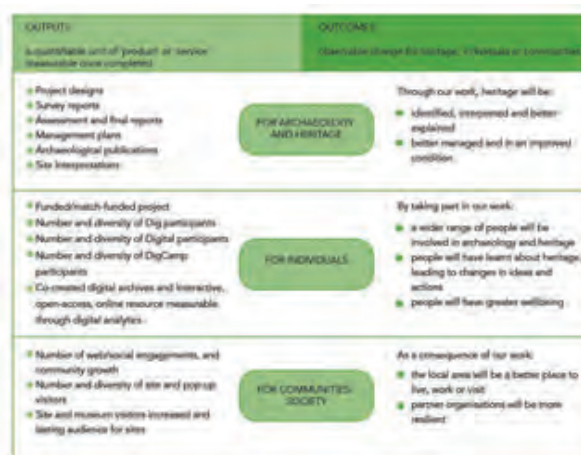 OUTPUTS:
a quantifiable unit of product or service
(measurable once completed)
OUTCOMES:
observable change for heritage, individuals or communities
Project designs
Survey reports
Assessment and final reports
Management plans
Archaeological publications
Site interpretations
FOR ARCHAEOLOGY
AND HERITAGE
Through our work, heritage will be:
identified, interpreted and better-
explained
better managed and in an improved
condition
Funded/match-funded project
Number and diversity of Dig participants
Number and diversity of Digital participants
Number and diversity of DigCamp
participants
Co-created digital archives and interactive,
open-access, online resource measurable
through digital analytics
FOR INDIVIDUALS
By taking part in our work:
a wider range of people will be
involved in archaeology and heritage
people will have learnt about heritage,
leading to changes in ideas and
actions
people will have greater wellbeing
Number of web/social engagements, and
community growth
Number and diversity of site and pop-up
visitors
Site and museum visitors increased and
lasting audience for sites
FOR COMMUNITIES/
SOCIETY
As a consequence of our work:
the local area will be a better place to
live, work or visit
partner organisations will be more
resilient